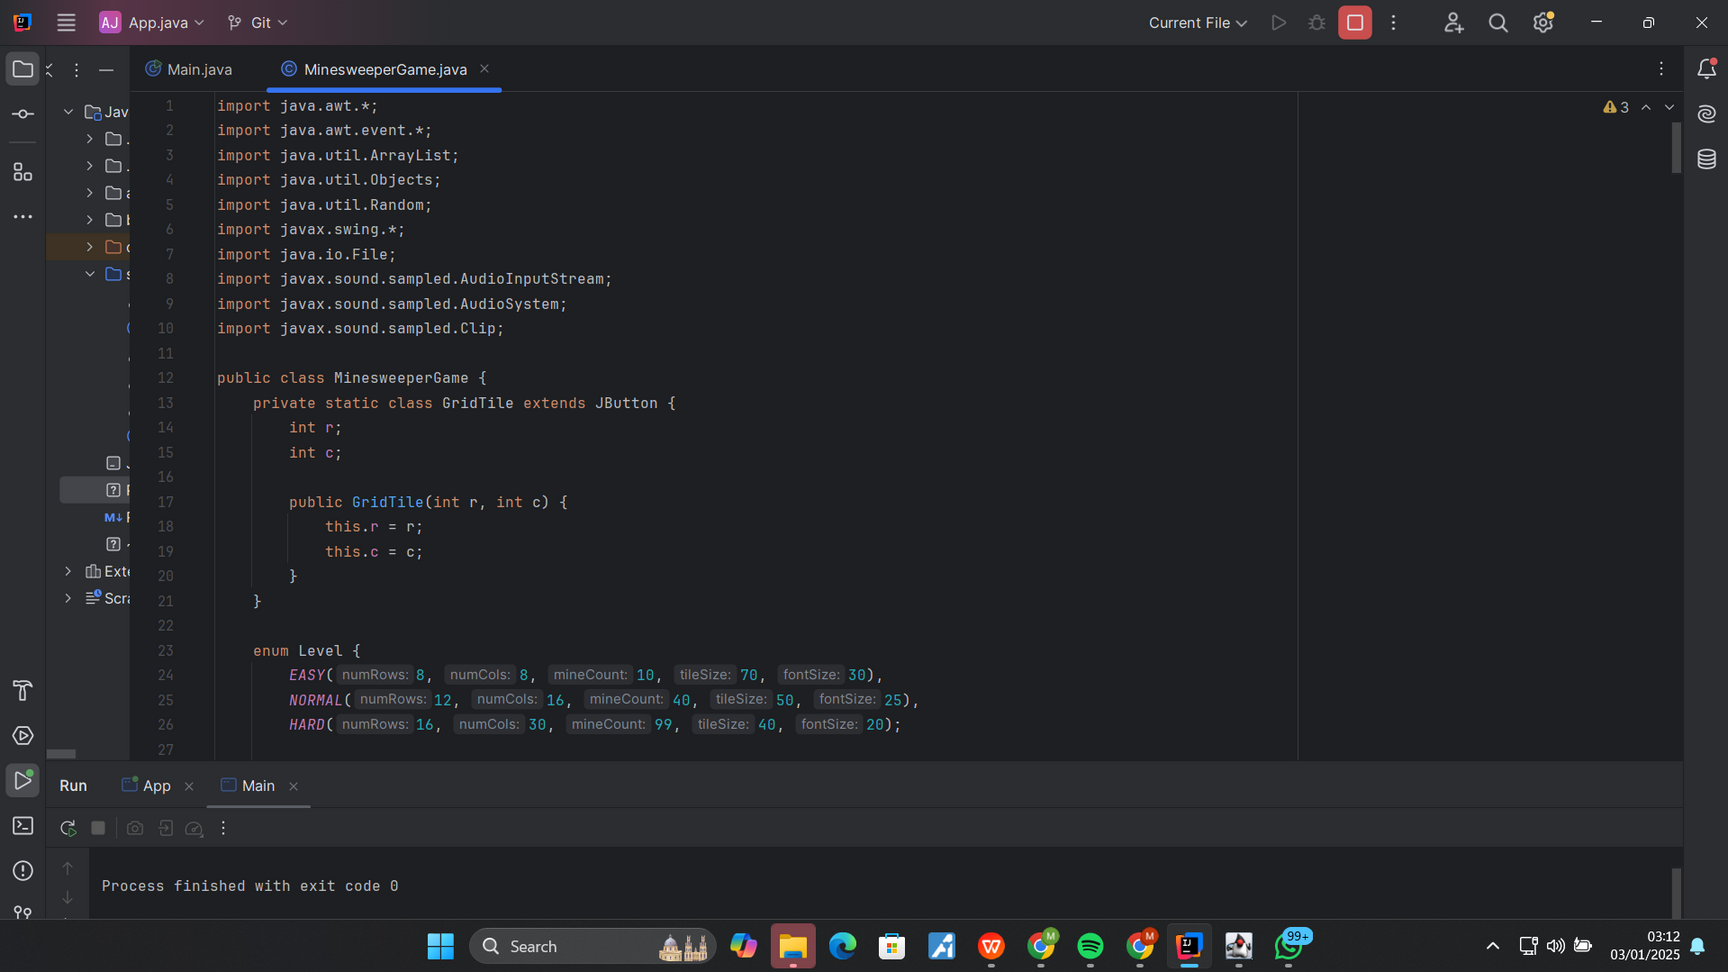 AJ App.java Git Current File
Main.java MinesweeperGame.java
Jav
Exte
Scra
3
1 import java.awt.*;
2 import java.awt.event.*;
3 import java.util.ArrayList;
4 import java.util.Objects;
5 import java.util.Random;
6 import javax.swing.*;
7 import java.io.File;
8 import javax.sound.sampled.AudioInputStream;
9 import javax.sound.sampled.AudioSystem;
10 import javax.sound.sampled.Clip;
11
12 public class MinesweeperGame {
13 private static class GridTile extends JButton {
14 int r;
15 int c;
16
17 public GridTile(int r, int c) {
18 this.r = r;
19 this.c = c;
20 }
21 }
22
23 enum Level {
24 EASY( numRows: 8, numCols: 8, mineCount: 10, tileSize: 70, fontSize: 30),
25 NORMAL( numRows: 12, numCols: 16, mineCount: 40, tileSize: 50, fontSize: 25),
26 HARD( numRows: 16, numCols: 30, mineCount: 99, tileSize: 40, fontSize: 20);
27
Run App Main
Process finished with exit code 0
Search
99+
03:12
03/01/2025